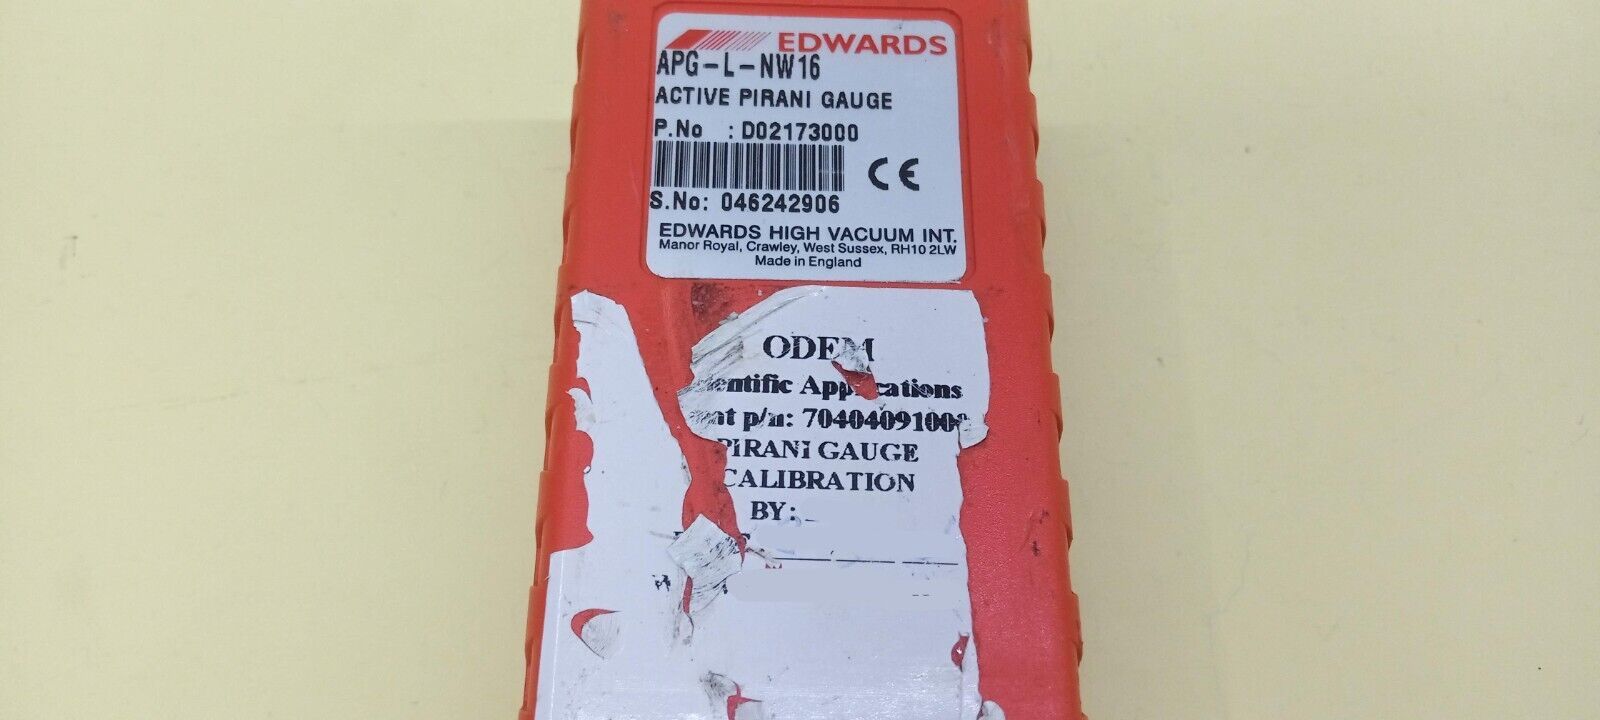 EDWARDS
APG-L-NW16
ACTIVE PIRANI GAUGE
P.No : D02173000
CE
S.No: 046242906
EDWARDS HIGH VACUUM INT.
Manor Royal, Crawley, West Sussex, RH10 2LW
Made in England
ODEM
Applications
p/n:
PIRANI GAUGE
CALIBRATION
BY: